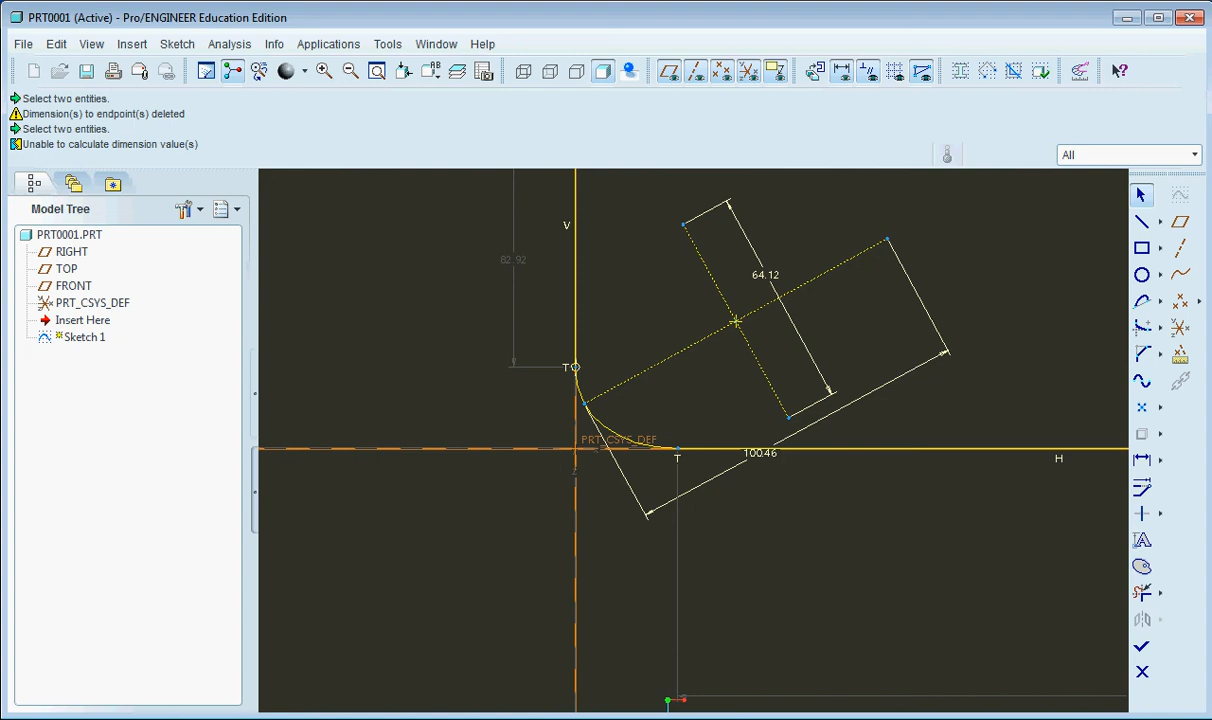 PRT0001 (Active) - Pro/ENGINEER Education Edition
File Edit View Insert Sketch Analysis Info Applications Tools Window Help
Select two entities.
Dimension(s) to endpoint(s) deleted
Select two entities.
Unable to calculate dimension value(s)
All
Model Tree
PRT0001.PRT
RIGHT
TOP
FRONT
PRT_CSYS_DEF
Insert Here
Sketch 1
V
82.92
64.12
T
PRT_CSYS_DEF
T
100.46
H